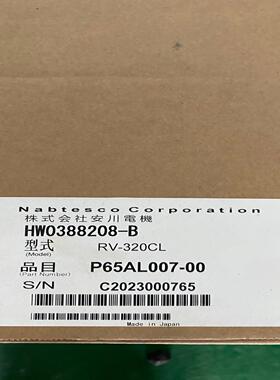 Nabtesco Corporation
株式会社安川電機
HW0388208-B
型式 RV-320CL
(Model)
品目 P65AL007-00
(Part Number)
S/N C2023000765
Made in Japan